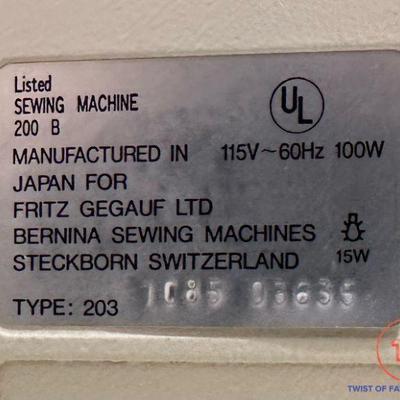 Listed
SEWING MACHINE
200 B
UL
MANUFACTURED IN 115V~60Hz 100W
JAPAN FOR
FRITZ GEGAUF LTD
BERNINA SEWING MACHINES
STECKBORN SWITZERLAND 15W
TYPE: 203
TWIST OF FA